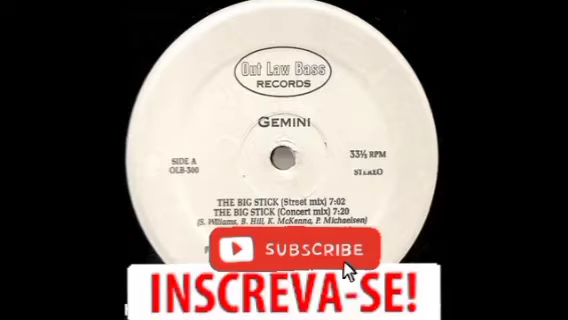 Out Law Bass
RECORDS
GEMINI
SIDE A
OLB-300
33⅓ RPM
STEREO
THE BIG STICK (Street mix) 7:02
THE BIG STICK (Concert mix) 7:20
(S. Williams, B. Hill, K. McKenna, P. Michaelsen)
SUBSCRIBE
INSCREVA-SE!